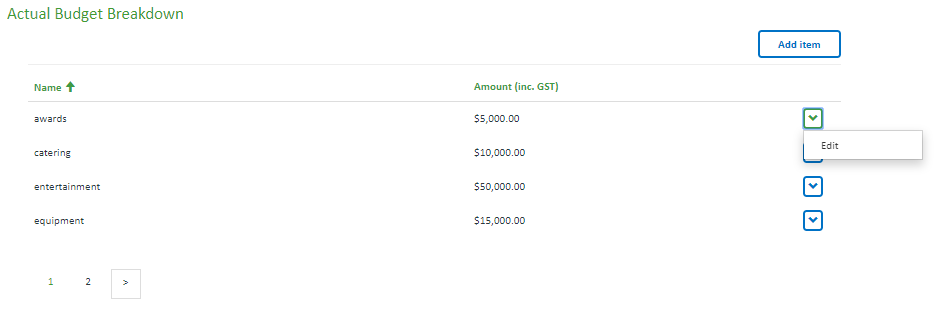 Actual Budget Breakdown
Add item
Name Amount (inc. GST)
awards $5,000.00
Edit
catering $10,000.00
entertainment $50,000.00
equipment $15,000.00
1 2 >